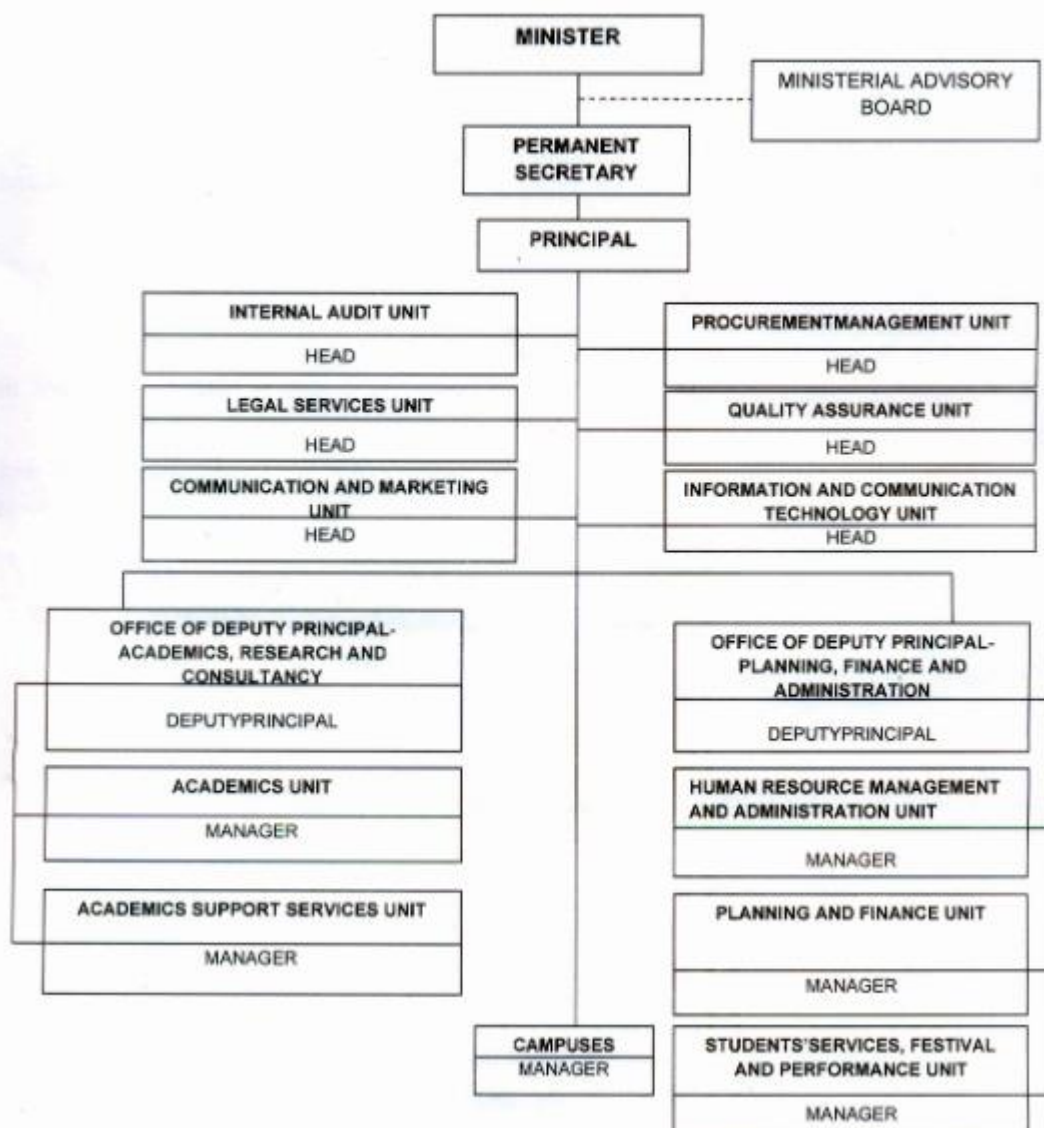 MINISTER
MINISTERIAL ADVISORY
BOARD
PERMANENT
SECRETARY
PRINCIPAL
INTERNAL AUDIT UNIT
HEAD
PROCUREMENTMANAGEMENT UNIT
HEAD
LEGAL SERVICES UNIT
HEAD
QUALITY ASSURANCE UNIT
HEAD
COMMUNICATION AND MARKETING
UNIT
HEAD
INFORMATION AND COMMUNICATION
TECHNOLOGY UNIT
HEAD
OFFICE OF DEPUTY PRINCIPAL-
ACADEMICS, RESEARCH AND
CONSULTANCY
DEPUTYPRINCIPAL
OFFICE OF DEPUTY PRINCIPAL-
PLANNING, FINANCE AND
ADMINISTRATION
DEPUTYPRINCIPAL
ACADEMICS UNIT
MANAGER
HUMAN RESOURCE MANAGEMENT
AND ADMINISTRATION UNIT
MANAGER
ACADEMICS SUPPORT SERVICES UNIT
MANAGER
PLANNING AND FINANCE UNIT
MANAGER
CAMPUSES
MANAGER
STUDENTS'SERVICES, FESTIVAL
AND PERFORMANCE UNIT
MANAGER